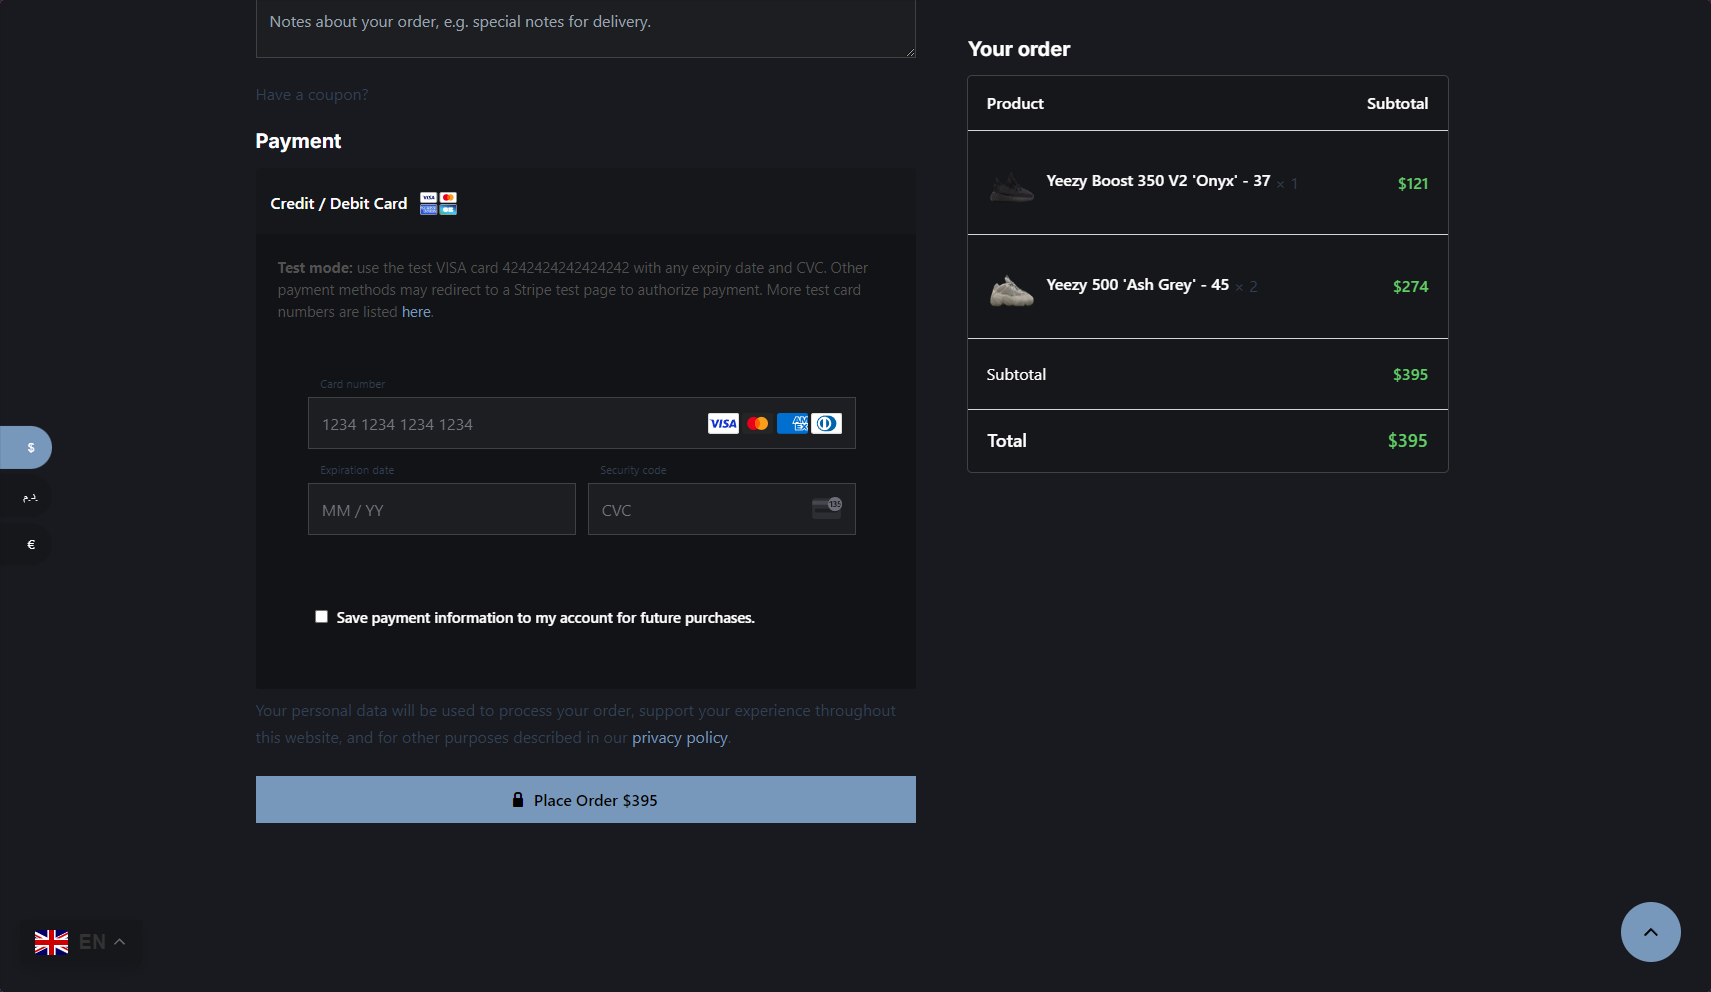 Notes about your order, e.g. special notes for delivery.
Have a coupon?
Payment
Credit / Debit Card
VISA
Test mode: use the test VISA card 4242424242424242 with any expiry date and CVC. Other
payment methods may redirect to a Stripe test page to authorize payment. More test card
numbers are listed here.
Card number
1234 1234 1234 1234
VISA
AM
EX
Expiration date
Security code
MM / YY
CVC
135
Save payment information to my account for future purchases.
Your personal data will be used to process your order, support your experience throughout
this website, and for other purposes described in our privacy policy.
Place Order $395
Your order
Product Subtotal
Yeezy Boost 350 V2 'Onyx' - 37 × 1 $121
Yeezy 500 'Ash Grey' - 45 × 2 $274
Subtotal $395
Total $395
$
د.م.
€
EN